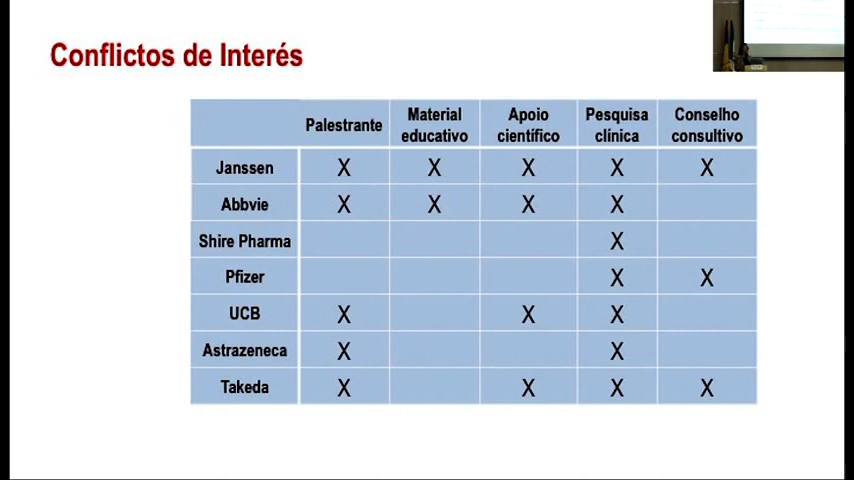 Conflictos de Interés
Palestrante Material educativo Apoio científico Pesquisa clínica Conselho consultivo
Janssen X X X X X
Abbvie X X X X
Shire Pharma X
Pfizer X X
UCB X X X
Astrazeneca X X
Takeda X X X X